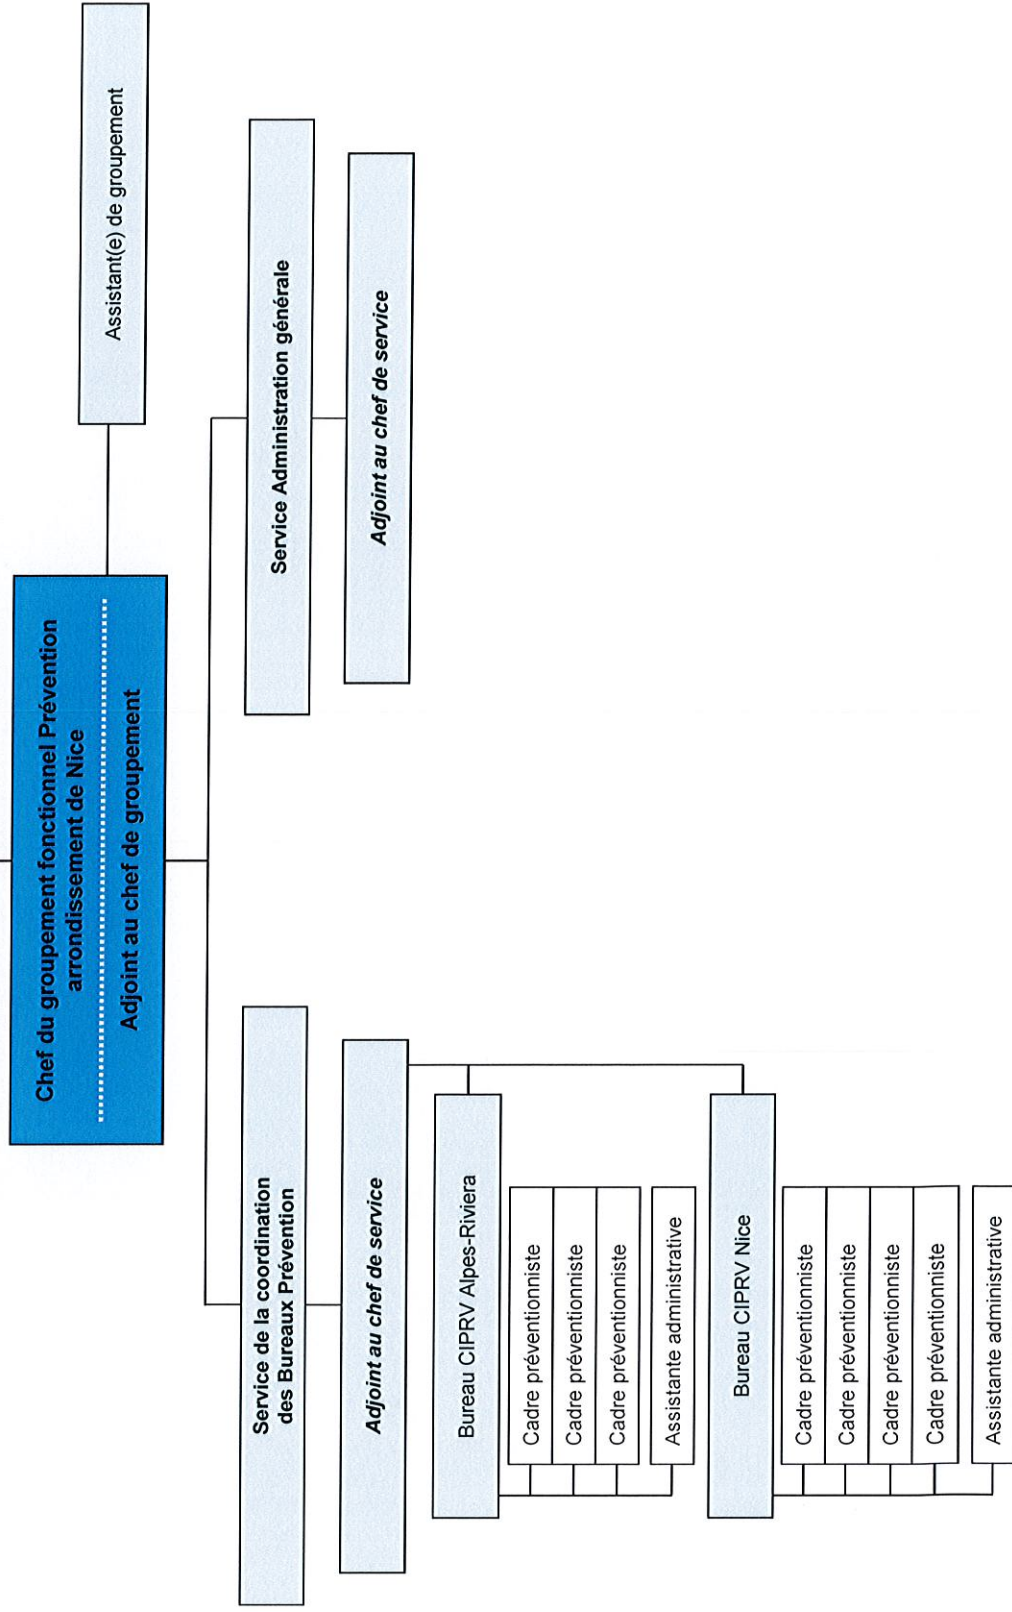 Chef du groupement fonctionnel Prévention
arrondissement de Nice
Adjoint au chef de groupement
Assistant(e) de groupement
Service de la coordination
des Bureaux Prévention
Adjoint au chef de service
Bureau CIPRV Alpes-Riviera
Cadre préventionniste
Cadre préventionniste
Cadre préventionniste
Assistante administrative
Bureau CIPRV Nice
Cadre préventionniste
Cadre préventionniste
Cadre préventionniste
Cadre préventionniste
Assistante administrative
Service Administration générale
Adjoint au chef de service